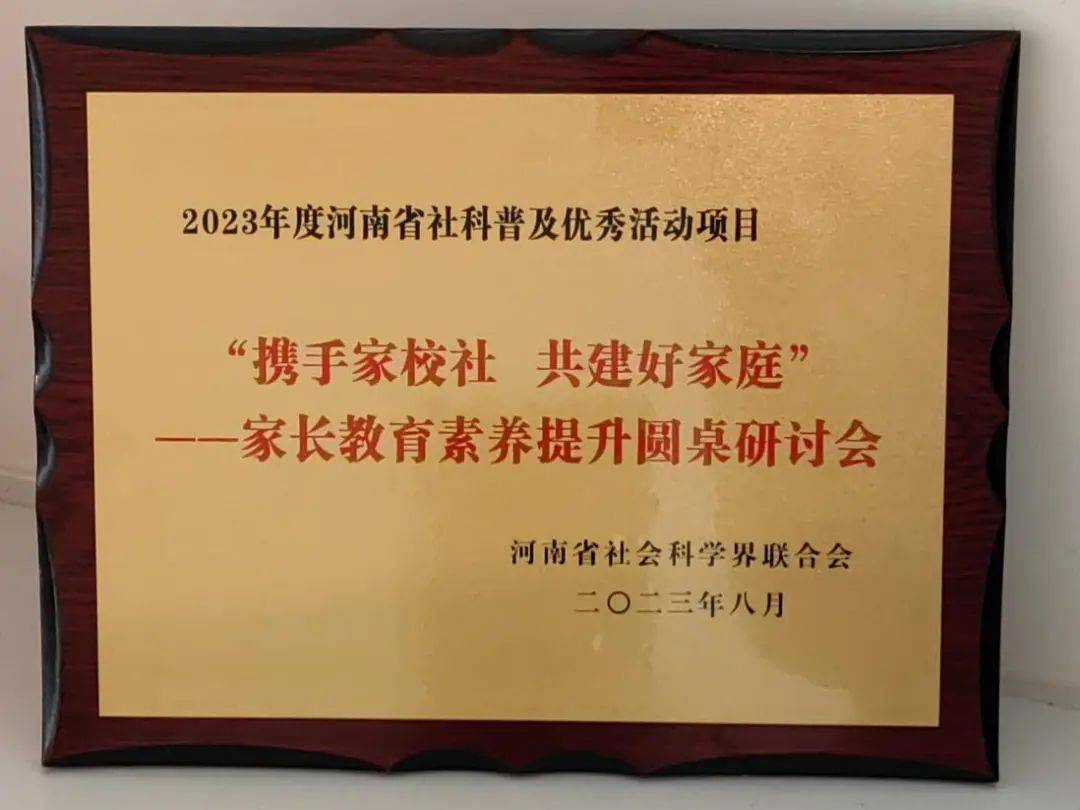 2023年度河南省社科普及优秀活动项目
“携手家校社 共建好家庭”
——家长教育素养提升圆桌研讨会
河南省社会科学界联合会
二〇二三年八月